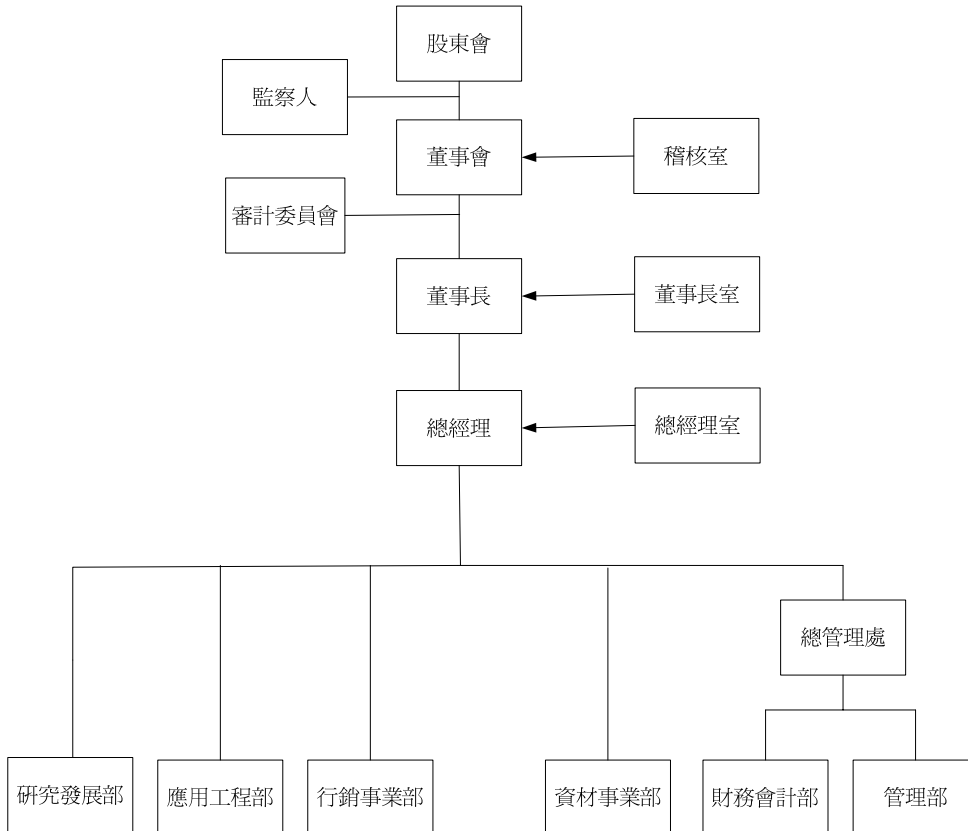 股東會
監察人
董事會
稽核室
審計委員會
董事長
董事長室
總經理
總經理室
總管理處
研究發展部
應用工程部
行銷事業部
資材事業部
財務會計部
管理部